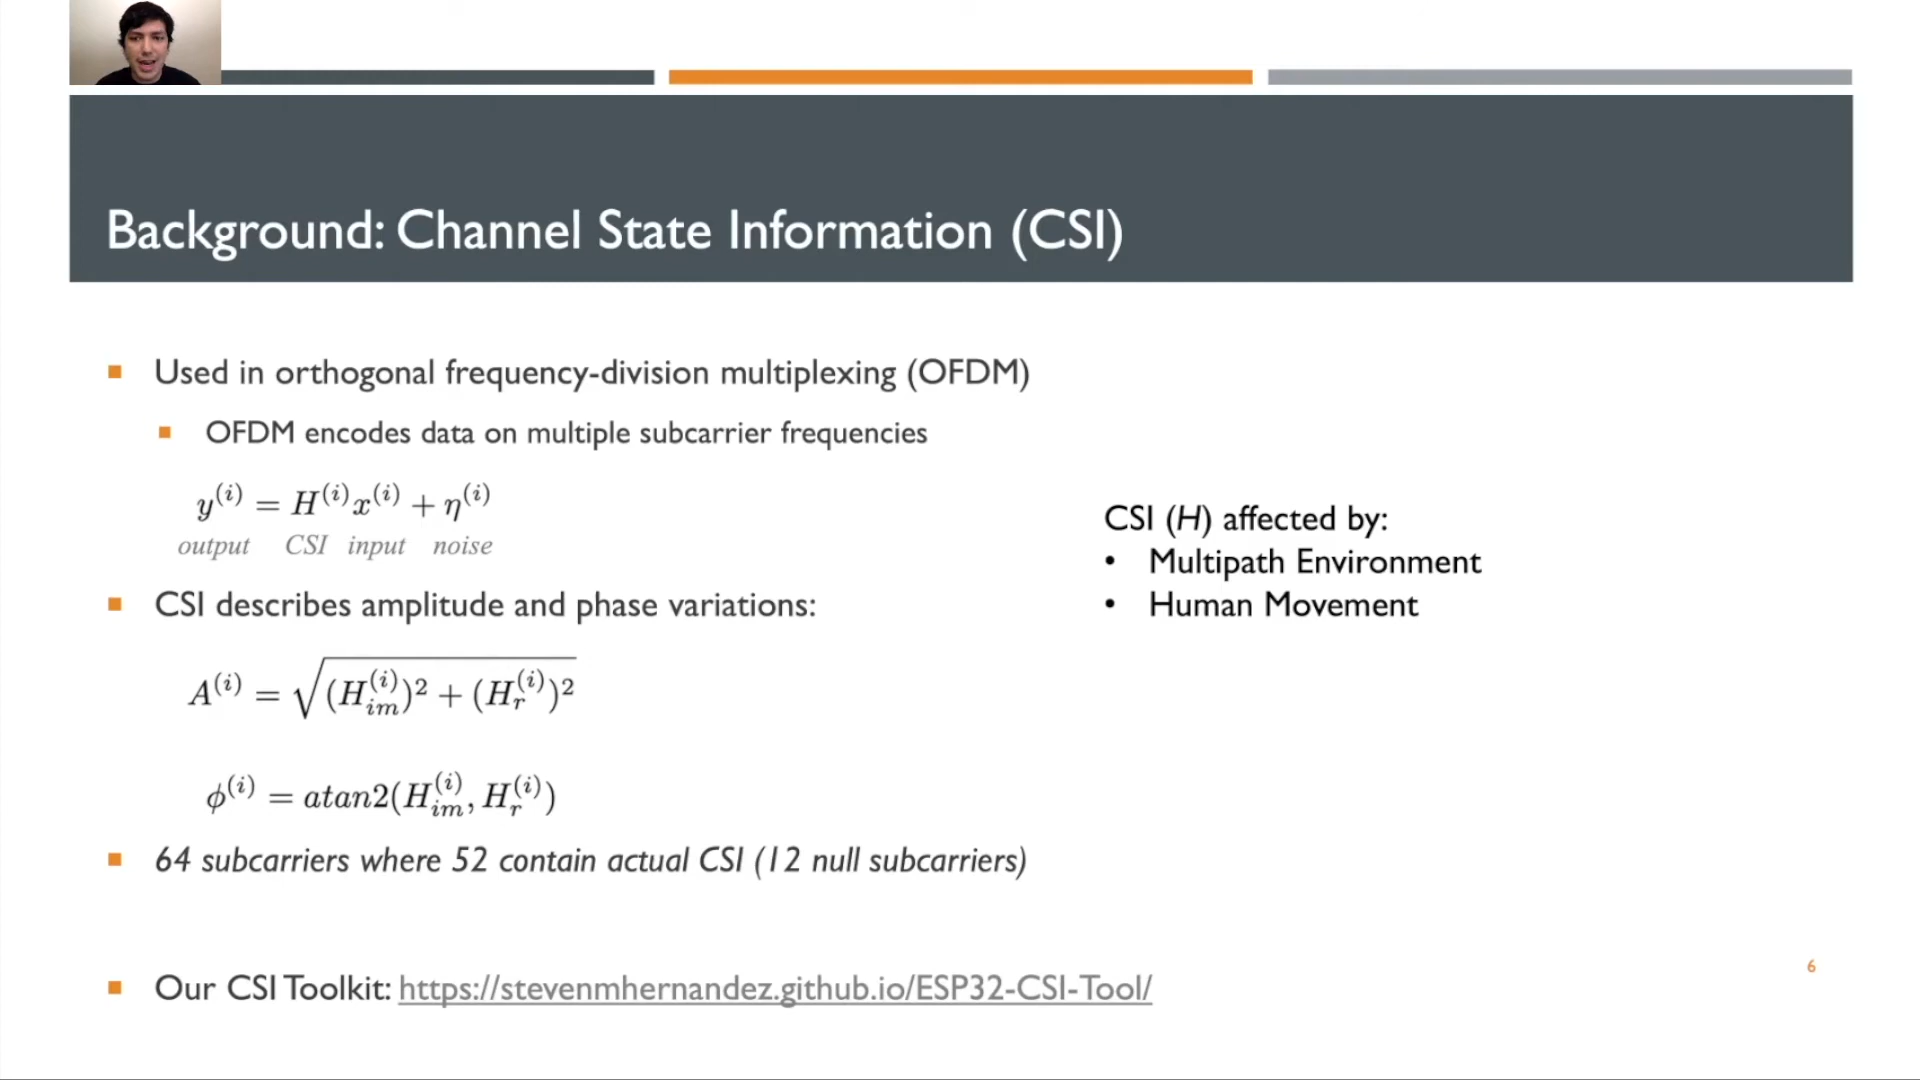 Background: Channel State Information (CSI)
Used in orthogonal frequency-division multiplexing (OFDM)
OFDM encodes data on multiple subcarrier frequencies
y^{(i)} = H^{(i)}x^{(i)} + η^{(i)}
output CSI input noise
CSI describes amplitude and phase variations:
A^{(i)} = √((H_{im}^{(i)})^2 + (H_r^{(i)})^2)
ϕ^{(i)} = atan2(H_{im}^{(i)}, H_r^{(i)})
64 subcarriers where 52 contain actual CSI (12 null subcarriers)
Our CSI Toolkit: https://stevenmhernandez.github.io/ESP32-CSI-Tool/
CSI (H) affected by:
• Multipath Environment
• Human Movement
6